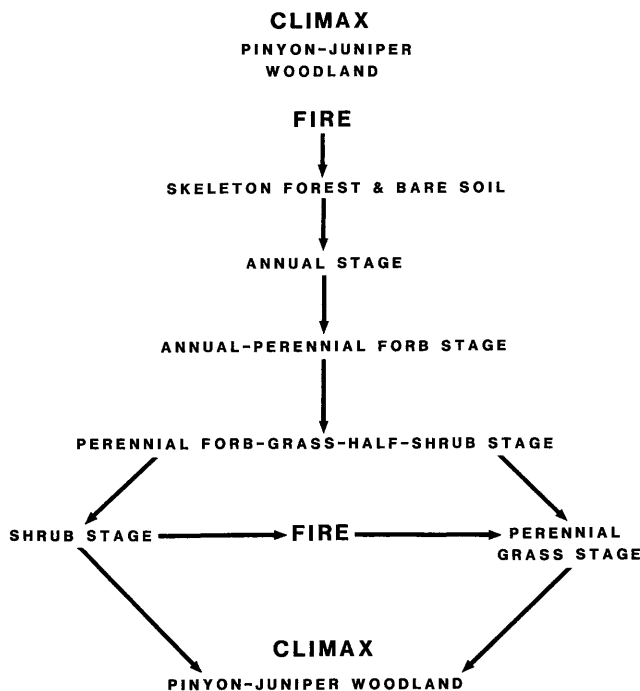 CLIMAX
PINYON-JUNIPER
WOODLAND
FIRE
SKELETON FOREST & BARE SOIL
ANNUAL STAGE
ANNUAL-PERENNIAL FORB STAGE
PERENNIAL FORB-GRASS-HALF-SHRUB STAGE
SHRUB STAGE
FIRE
PERENNIAL
GRASS STAGE
CLIMAX
PINYON-JUNIPER WOODLAND